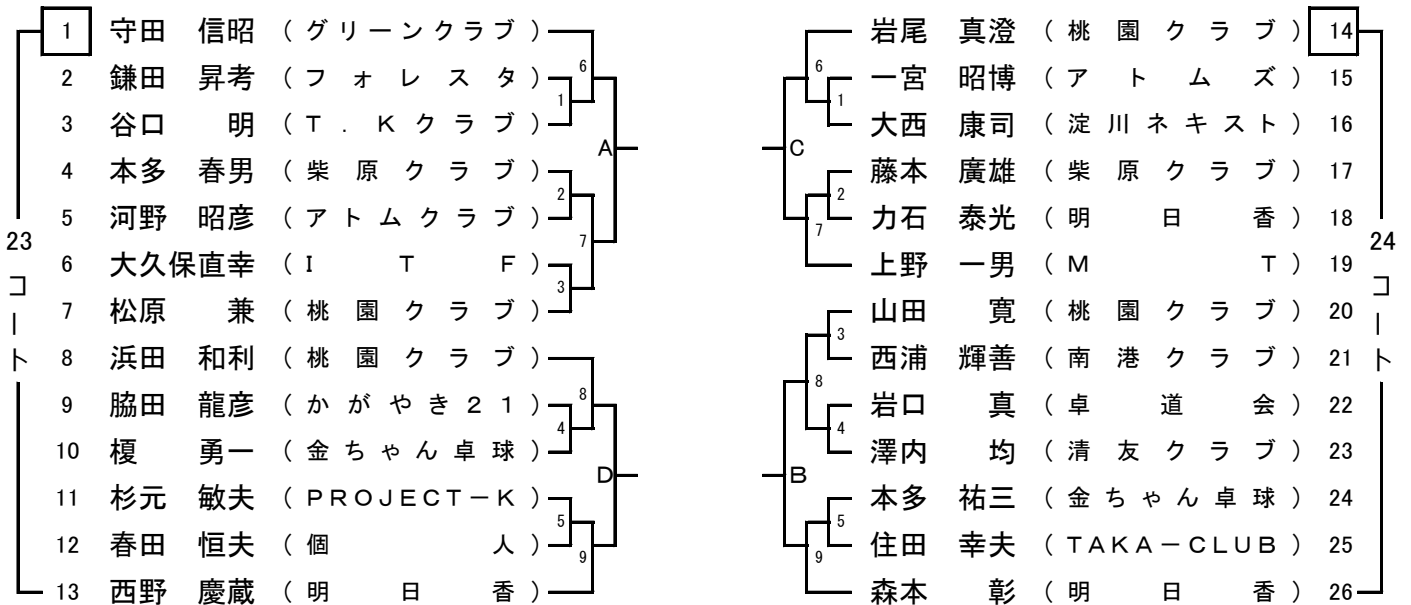 1 守田 信昭 (グリーンクラブ)
2 鎌田 昇考 (フォレスタ)
3 谷口 明 (T.Kクラブ)
4 本多 春男 (柴原クラブ)
5 河野 昭彦 (アトムクラブ)
6 大久保直幸 (ITF)
7 松原 兼 (桃園クラブ)
8 浜田 和利 (桃園クラブ)
9 脇田 龍彦 (かがやき21)
10 榎 勇一 (金ちゃん卓球)
11 杉元 敏夫 (PROJECT-K)
12 春田 恒夫 (個人)
13 西野 慶蔵 (明日香)
23コート
6
1
A
2
7
3
8
4
D
5
9
岩尾 真澄 (桃園クラブ) 14
一宮 昭博 (アトムズ) 15
大西 康司 (淀川ネキスト) 16
藤本 廣雄 (柴原クラブ) 17
力石 泰光 (明日香) 18
上野 一男 (MT) 19
山田 寛 (桃園クラブ) 20
西浦 輝善 (南港クラブ) 21
岩口 真 (卓道会) 22
澤内 均 (清友クラブ) 23
本多 祐三 (金ちゃん卓球) 24
住田 幸夫 (TAKA-CLUB) 25
森本 彰 (明日香) 26
24コート
6
1
C
2
7
3
8
4
B
5
9